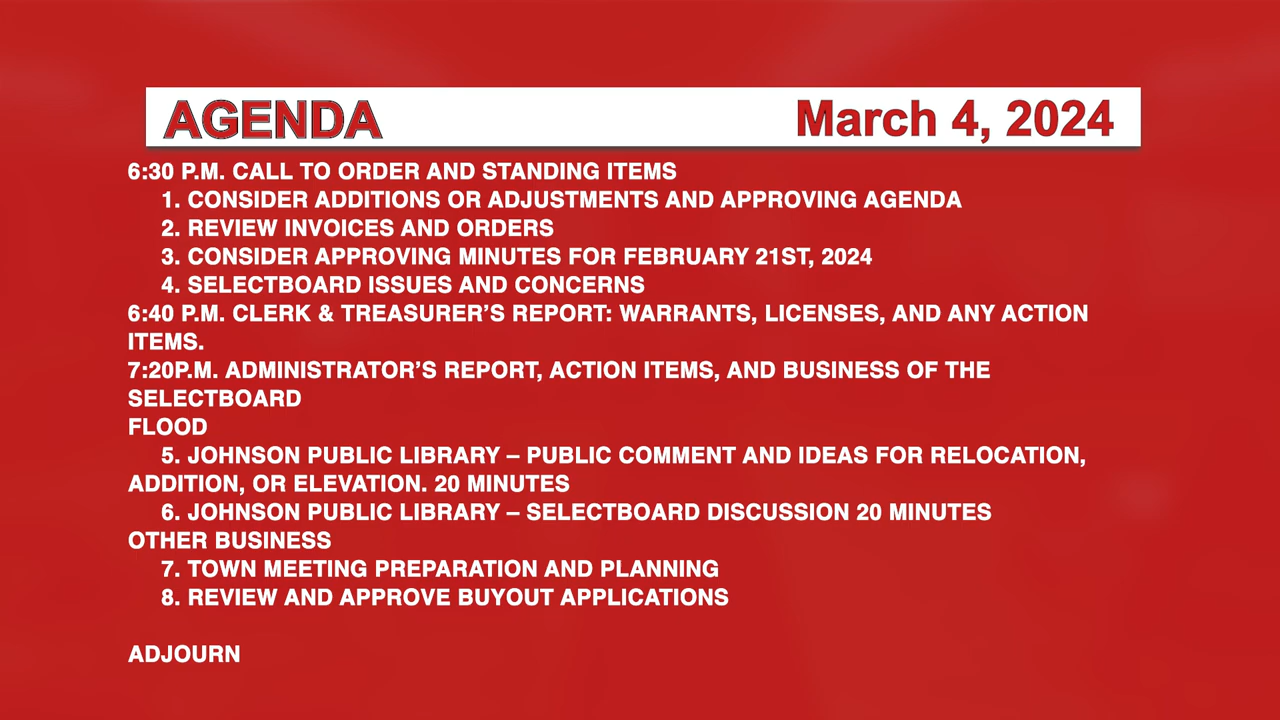 AGENDA March 4, 2024
6:30 P.M. CALL TO ORDER AND STANDING ITEMS
1. CONSIDER ADDITIONS OR ADJUSTMENTS AND APPROVING AGENDA
2. REVIEW INVOICES AND ORDERS
3. CONSIDER APPROVING MINUTES FOR FEBRUARY 21ST, 2024
4. SELECTBOARD ISSUES AND CONCERNS
6:40 P.M. CLERK & TREASURER’S REPORT: WARRANTS, LICENSES, AND ANY ACTION
ITEMS.
7:20P.M. ADMINISTRATOR’S REPORT, ACTION ITEMS, AND BUSINESS OF THE
SELECTBOARD
FLOOD
5. JOHNSON PUBLIC LIBRARY – PUBLIC COMMENT AND IDEAS FOR RELOCATION,
ADDITION, OR ELEVATION. 20 MINUTES
6. JOHNSON PUBLIC LIBRARY – SELECTBOARD DISCUSSION 20 MINUTES
OTHER BUSINESS
7. TOWN MEETING PREPARATION AND PLANNING
8. REVIEW AND APPROVE BUYOUT APPLICATIONS
ADJOURN